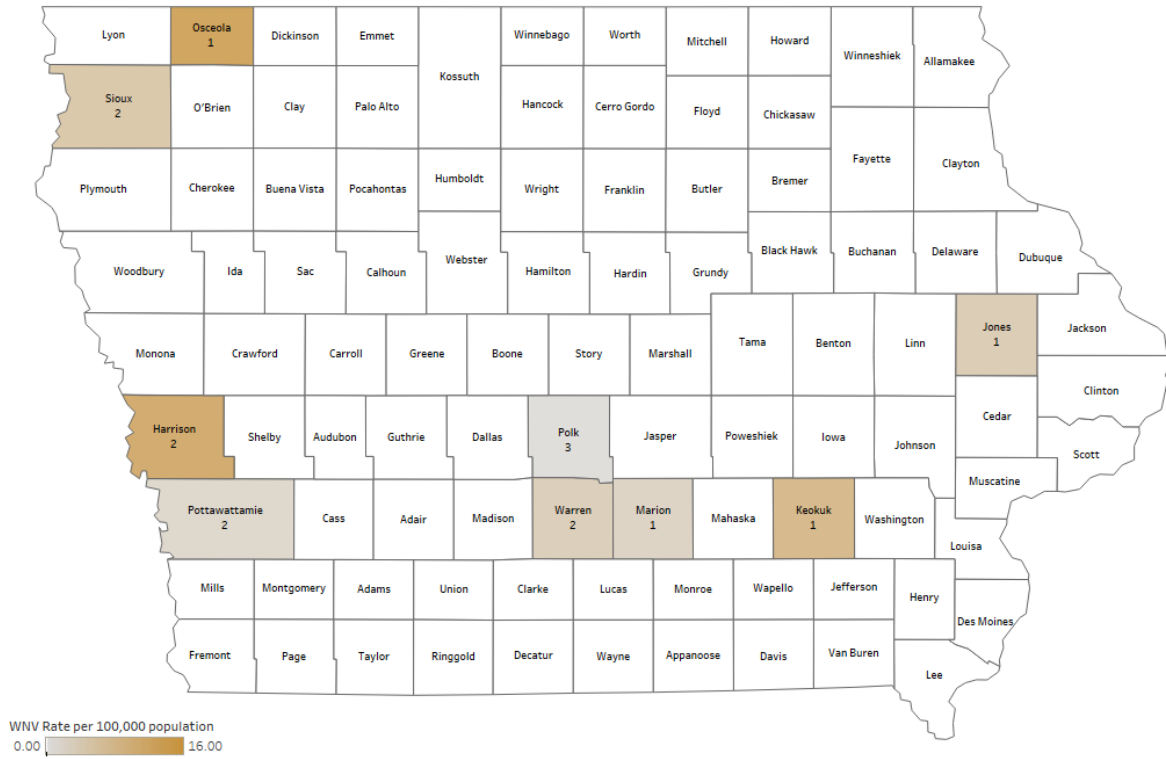 Lyon
Osceola
1
Dickinson
Emmet
Kossuth
Winnebago
Worth
Mitchell
Howard
Winneshiek
Allamakee
Sioux
2
O'Brien
Clay
Palo Alto
Hancock
Cerro Gordo
Floyd
Chickasaw
Fayette
Clayton
Plymouth
Cherokee
Buena Vista
Pocahontas
Humboldt
Wright
Franklin
Butler
Bremer
Woodbury
Ida
Sac
Calhoun
Webster
Hamilton
Hardin
Grundy
Black Hawk
Buchanan
Delaware
Dubuque
Monona
Crawford
Carroll
Greene
Boone
Story
Marshall
Tama
Benton
Linn
Jones
1
Jackson
Clinton
Harrison
2
Shelby
Audubon
Guthrie
Dallas
Polk
3
Jasper
Poweshiek
Iowa
Johnson
Cedar
Scott
Muscatine
Pottawattamie
2
Cass
Adair
Madison
Warren
2
Marion
1
Mahaska
Keokuk
1
Washington
Louisa
Mills
Montgomery
Adams
Union
Clarke
Lucas
Monroe
Wapello
Jefferson
Henry
Des Moines
Fremont
Page
Taylor
Ringgold
Decatur
Wayne
Appanoose
Davis
Van Buren
Lee
WNV Rate per 100,000 population
0.00 16.00